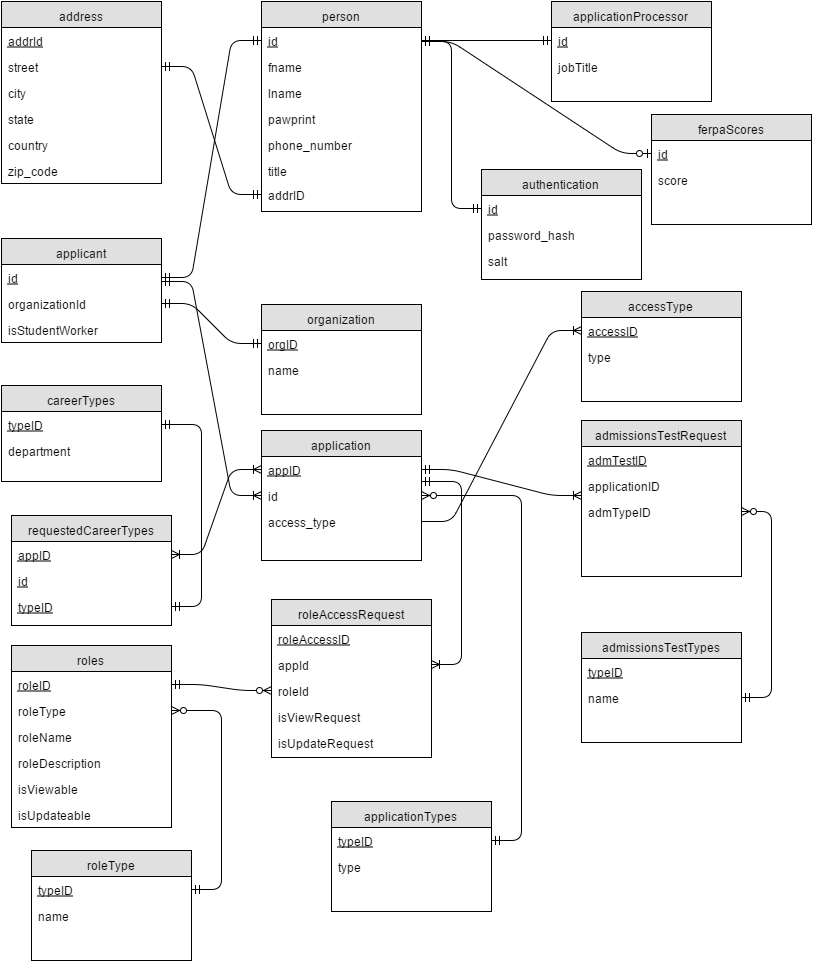 address
addrId
street
city
state
country
zip_code
person
id
fname
lname
pawprint
phone_number
title
addrID
applicationProcessor
id
jobTitle
ferpaScores
id
score
authentication
id
password_hash
salt
applicant
id
organizationId
isStudentWorker
organization
orgID
name
accessType
accessID
type
careerTypes
typeID
department
application
appID
id
access_type
admissionsTestRequest
admTestID
applicationID
admTypeID
requestedCareerTypes
appID
id
typeID
roleAccessRequest
roleAccessID
appId
roleId
isViewRequest
isUpdateRequest
admissionsTestTypes
typeID
name
roles
roleID
roleType
roleName
roleDescription
isViewable
isUpdateable
applicationTypes
typeID
type
roleType
typeID
name